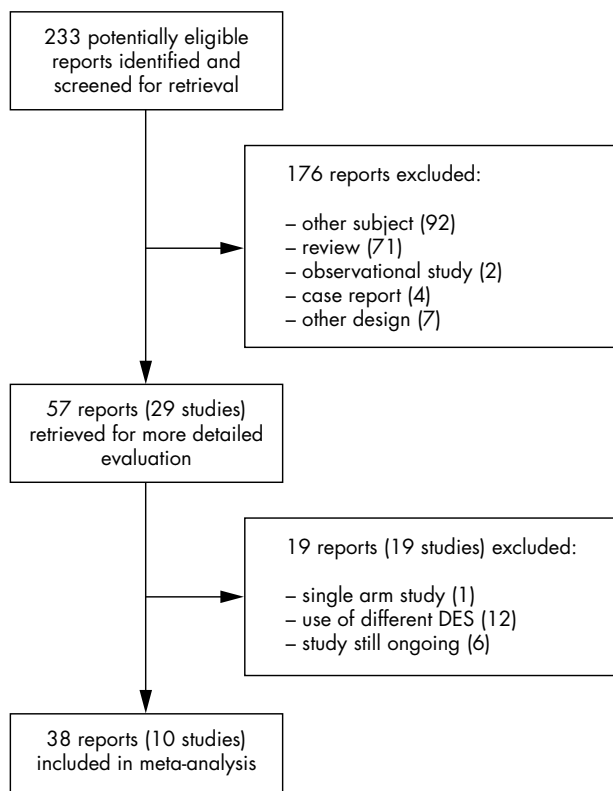 233 potentially eligible
reports identified and
screened for retrieval
176 reports excluded:
– other subject (92)
– review (71)
– observational study (2)
– case report (4)
– other design (7)
57 reports (29 studies)
retrieved for more detailed
evaluation
19 reports (19 studies) excluded:
– single arm study (1)
– use of different DES (12)
– study still ongoing (6)
38 reports (10 studies)
included in meta-analysis